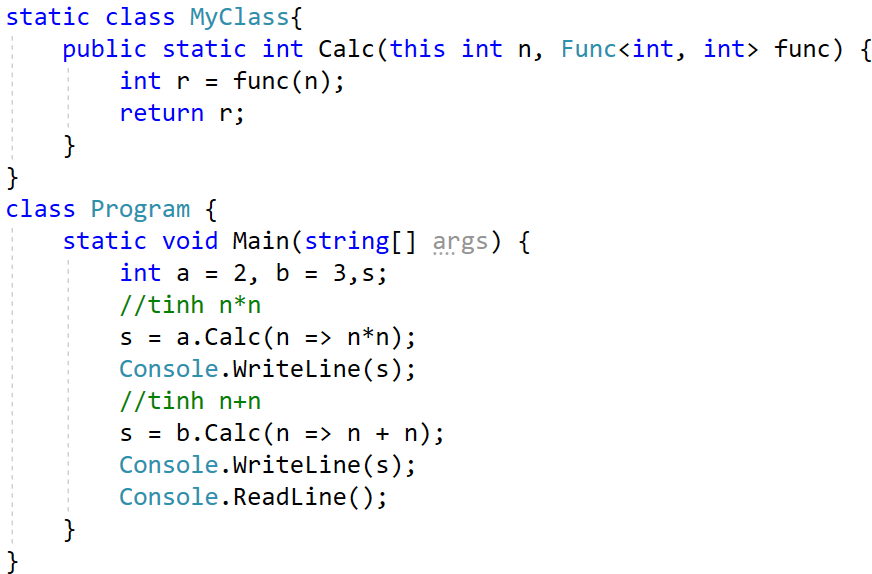 static class MyClass{
    public static int Calc(this int n, Func<int, int> func) {
        int r = func(n);
        return r;
    }
}
class Program {
    static void Main(string[] args) {
        int a = 2, b = 3,s;
        //tinh n*n
        s = a.Calc(n => n*n);
        Console.WriteLine(s);
        //tinh n+n
        s = b.Calc(n => n + n);
        Console.WriteLine(s);
        Console.ReadLine();
    }
}